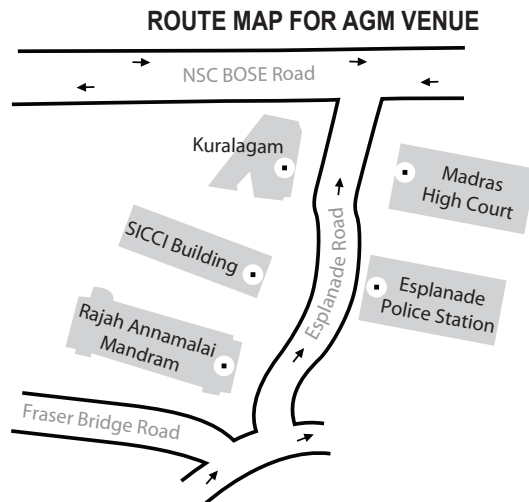 ROUTE MAP FOR AGM VENUE
NSC BOSE Road
Kuralagam
Madras
High Court
SICCI Building
Esplanade Road
Esplanade
Police Station
Rajah Annamalai
Mandram
Fraser Bridge Road